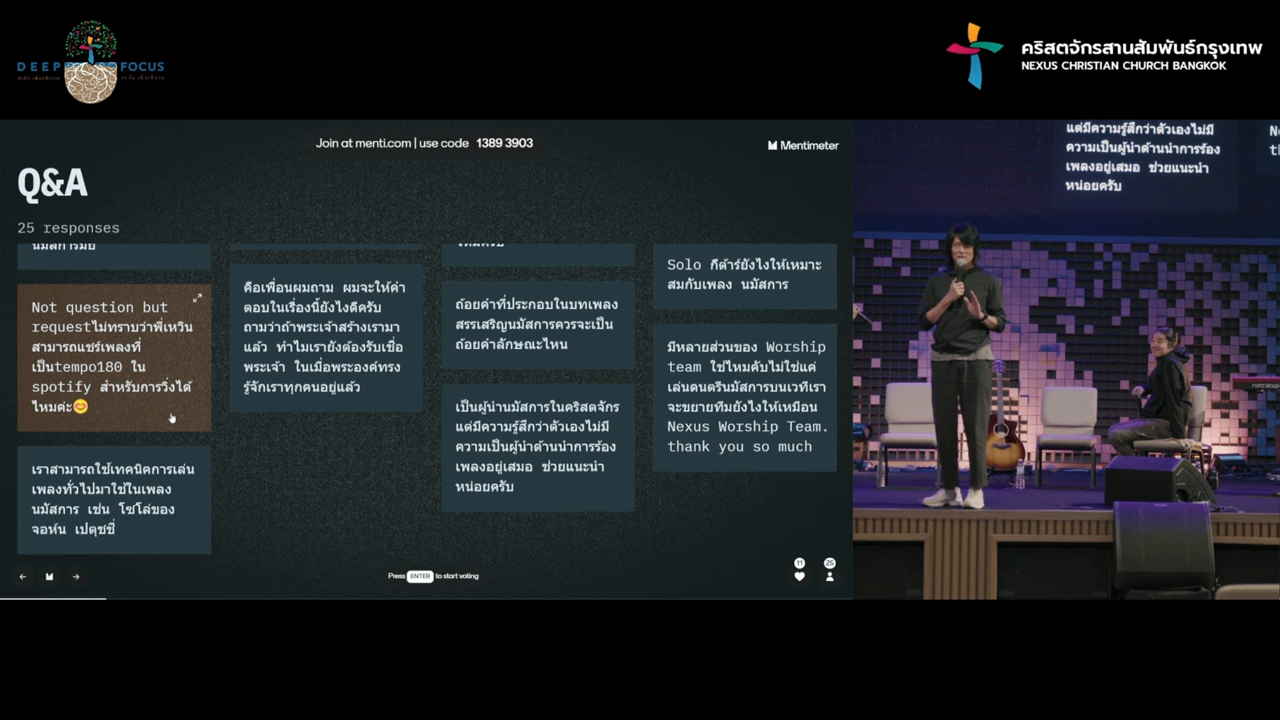 DEEP FOCUS
คริสตจักรสานสัมพันธ์กรุงเทพ
NEXUS CHRISTIAN CHURCH BANGKOK
Join at menti.com | use code 1389 3903
Mentimeter
Q&A
25 responses
นมัสการมั้ย
Not question but
requestไม่ทราบว่าพี่เหวิน
สามารถแชร์เพลงที่
เป็นtempo180 ใน
spotify สำหรับการวิ่งได้
ไหมค่ะ😊
เราสามารถใช้เทคนิคการเล่น
เพลงทั่วไปมาใช้ในเพลง
นมัสการ เช่น โซโล่ของ
จอห์น เปตุชชี่
คือเพื่อนผมถาม ผมจะให้คำ
ตอบในเรื่องนี้ยังไงดีครับ
ถามว่าถ้าพระเจ้าสร้างเรามา
แล้ว ทำไมเรายังต้องรับเชื่อ
พระเจ้า ในเมื่อพระองค์ทรง
รู้จักเราทุกคนอยู่แล้ว
ถ้อยคำที่ประกอบในบทเพลง
สรรเสริญนมัสการควรจะเป็น
ถ้อยคำลักษณะไหน
เป็นผู้นำนมัสการในคริสตจักร
แต่มีความรู้สึกว่าตัวเองไม่มี
ความเป็นผู้นำด้านนำการร้อง
เพลงอยู่เสมอ ช่วยแนะนำ
หน่อยครับ
Solo กีต้าร์ยังไงให้เหมาะ
สมกับเพลง นมัสการ
มีหลายส่วนของ Worship
team ใช่ไหมคับไม่ใช่แค่
เล่นดนตรีนมัสการบนเวทีเรา
จะขยายทีมยังไงให้เหมือน
Nexus Worship Team.
thank you so much
Press ENTER to start voting
11
25
แต่มีความรู้สึกว่าตัวเองไม่มี
ความเป็นผู้นำด้านนำการร้อง
เพลงอยู่เสมอ ช่วยแนะนำ
หน่อยครับ